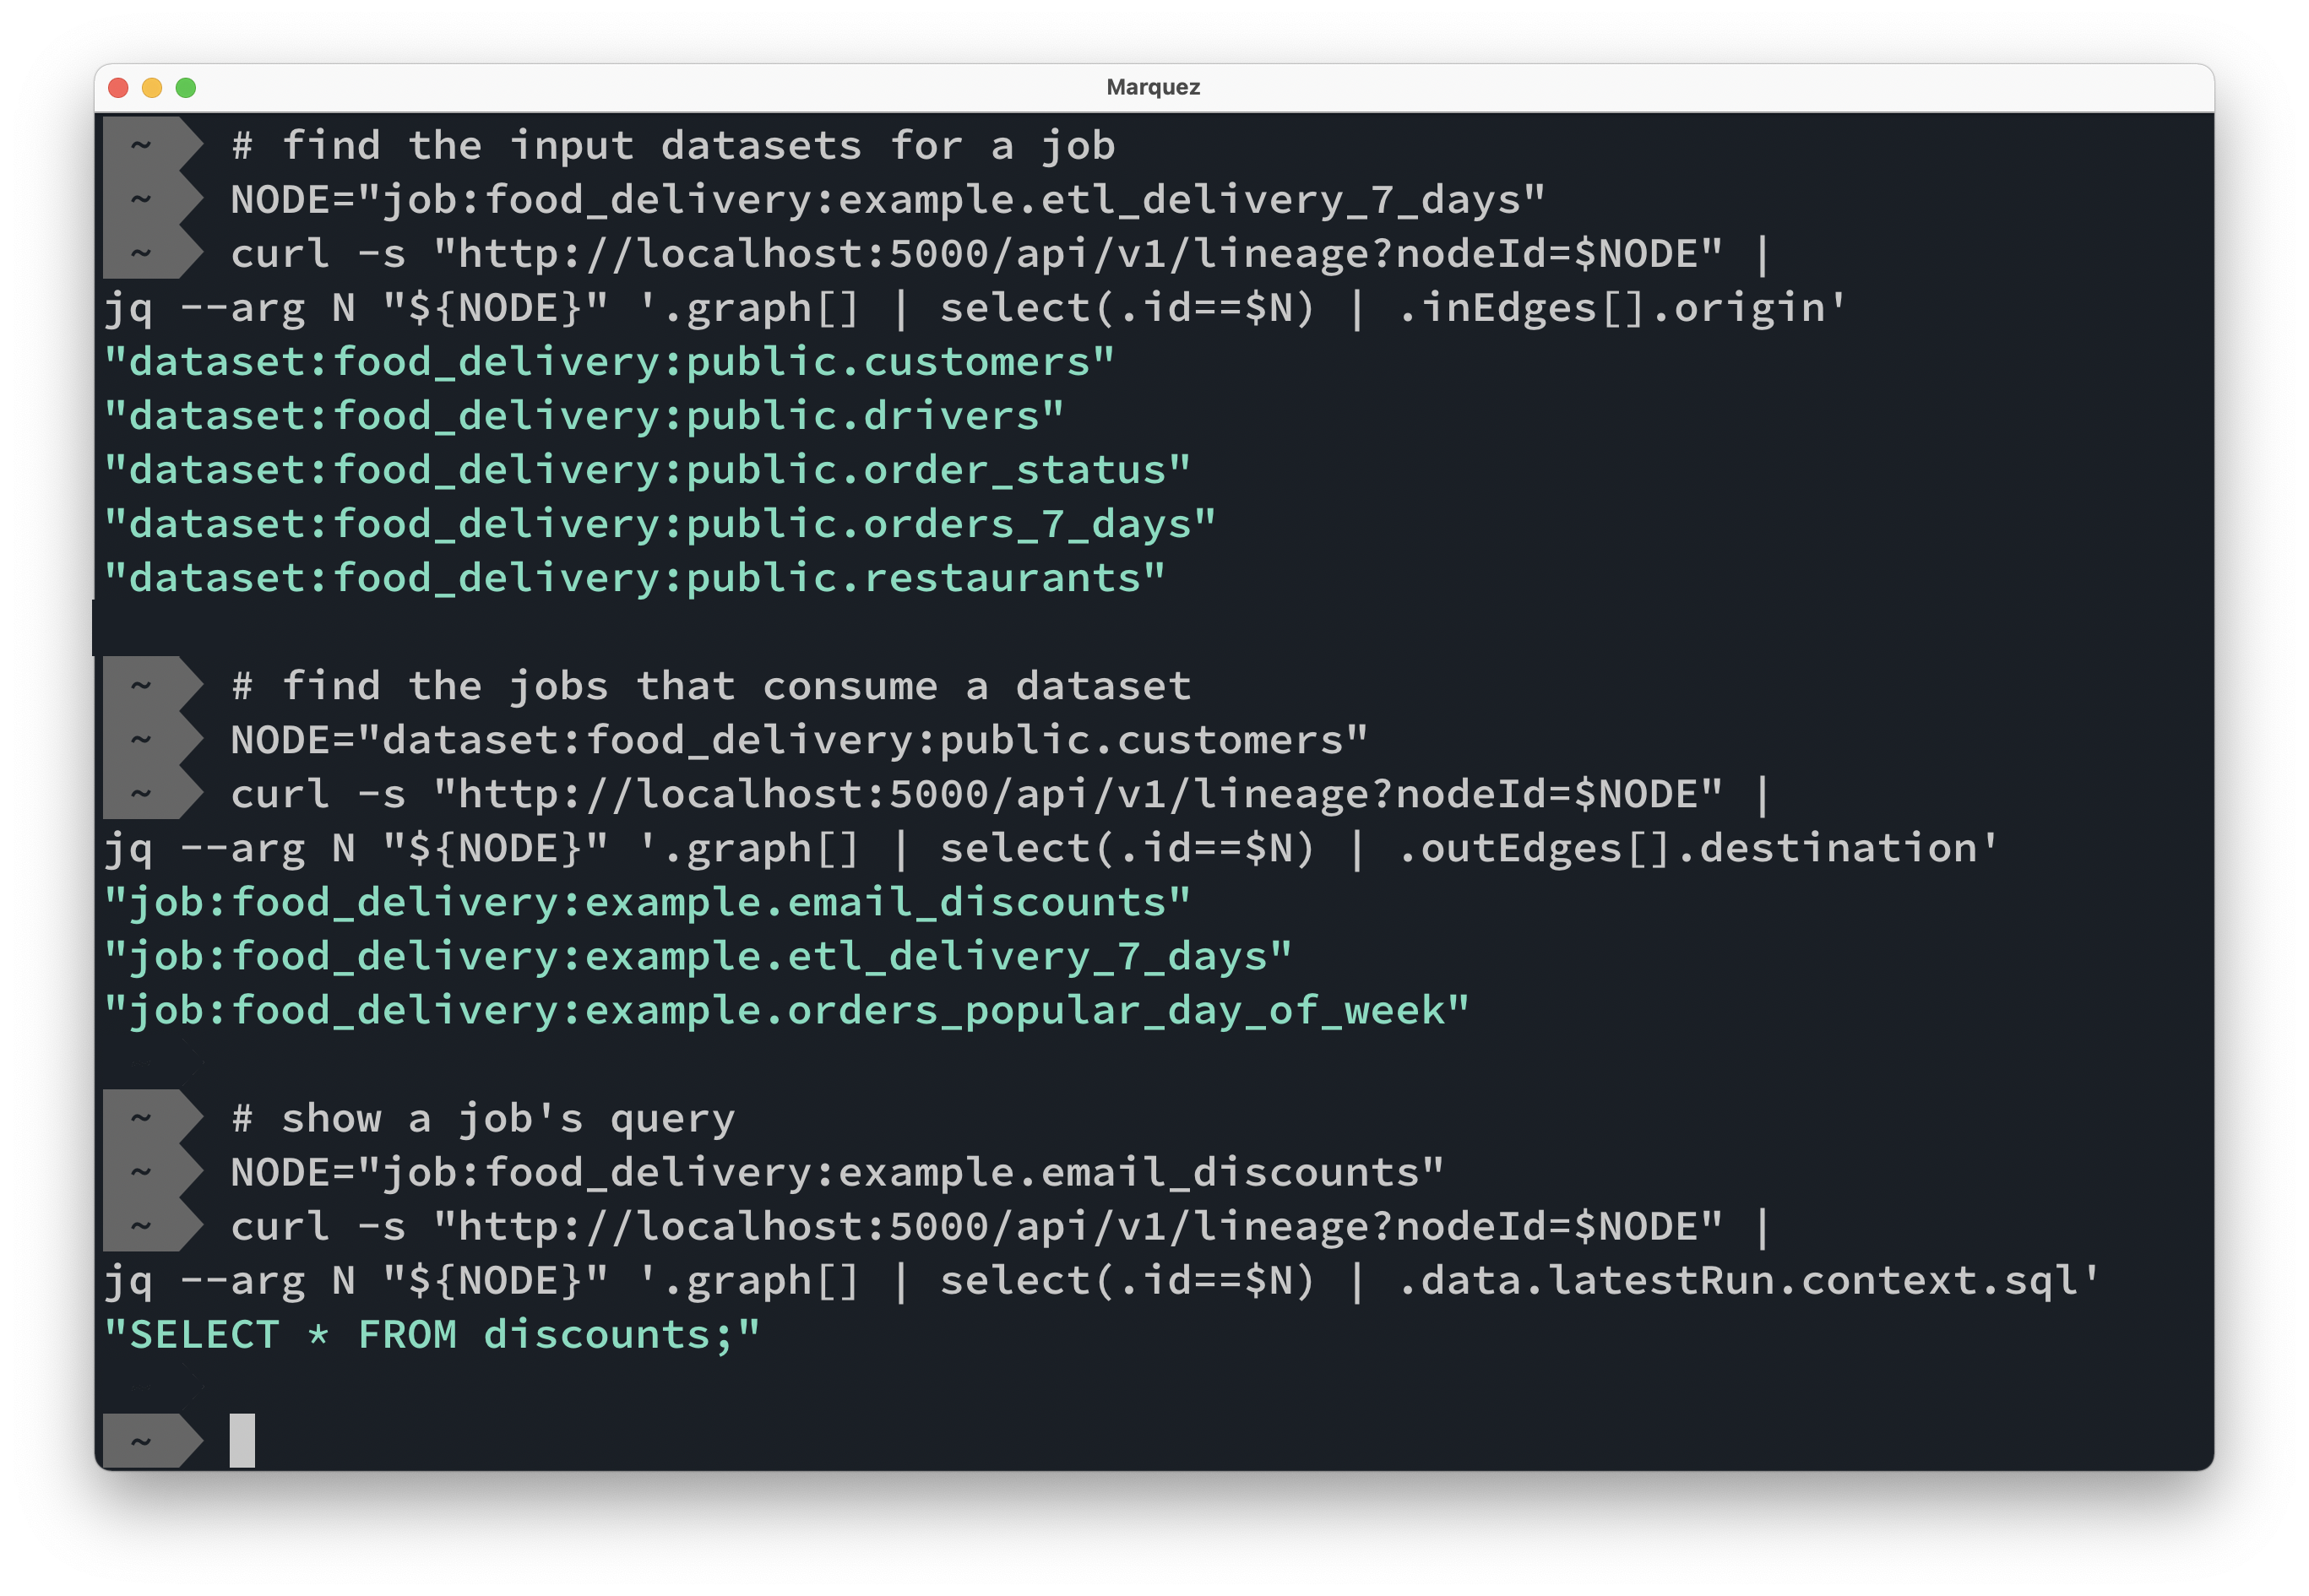 Marquez
~ # find the input datasets for a job
~ NODE="job:food_delivery:example.etl_delivery_7_days"
~ curl -s "http://localhost:5000/api/v1/lineage?nodeId=$NODE" |
jq --arg N "${NODE}" '.graph[] | select(.id==$N) | .inEdges[].origin'
"dataset:food_delivery:public.customers"
"dataset:food_delivery:public.drivers"
"dataset:food_delivery:public.order_status"
"dataset:food_delivery:public.orders_7_days"
"dataset:food_delivery:public.restaurants"
~ # find the jobs that consume a dataset
~ NODE="dataset:food_delivery:public.customers"
~ curl -s "http://localhost:5000/api/v1/lineage?nodeId=$NODE" |
jq --arg N "${NODE}" '.graph[] | select(.id==$N) | .outEdges[].destination'
"job:food_delivery:example.email_discounts"
"job:food_delivery:example.etl_delivery_7_days"
"job:food_delivery:example.orders_popular_day_of_week"
~ # show a job's query
~ NODE="job:food_delivery:example.email_discounts"
~ curl -s "http://localhost:5000/api/v1/lineage?nodeId=$NODE" |
jq --arg N "${NODE}" '.graph[] | select(.id==$N) | .data.latestRun.context.sql'
"SELECT * FROM discounts;"
~